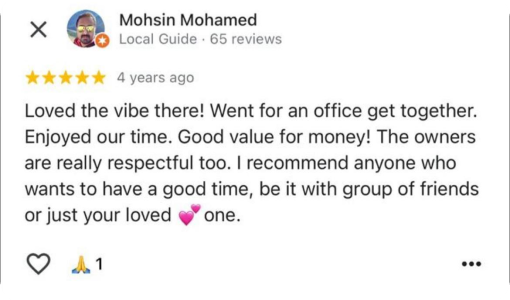 Mohsin Mohamed
Local Guide · 65 reviews
4 years ago
Loved the vibe there! Went for an office get together.
Enjoyed our time. Good value for money! The owners
are really respectful too. I recommend anyone who
wants to have a good time, be it with group of friends
or just your loved 💕 one.
🙏 1